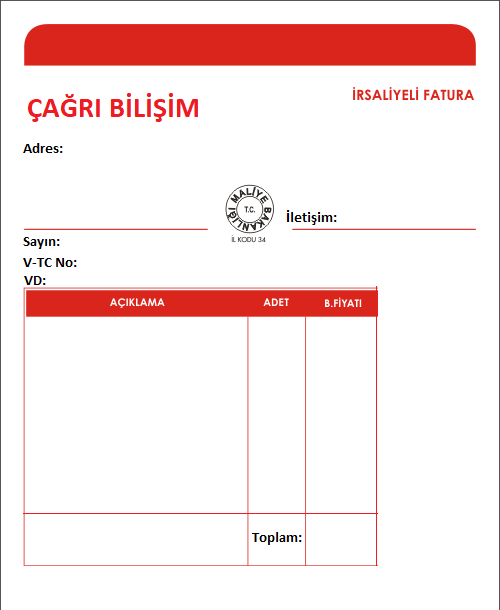 ÇAĞRI BİLİŞİM
İRSALİYELİ FATURA
Adres:
MALİYE BAKANLIĞI
T.C.
İL KODU 34
İletişim:
Sayın:
V-TC No:
VD:
AÇIKLAMA ADET B.FİYATI
Toplam: